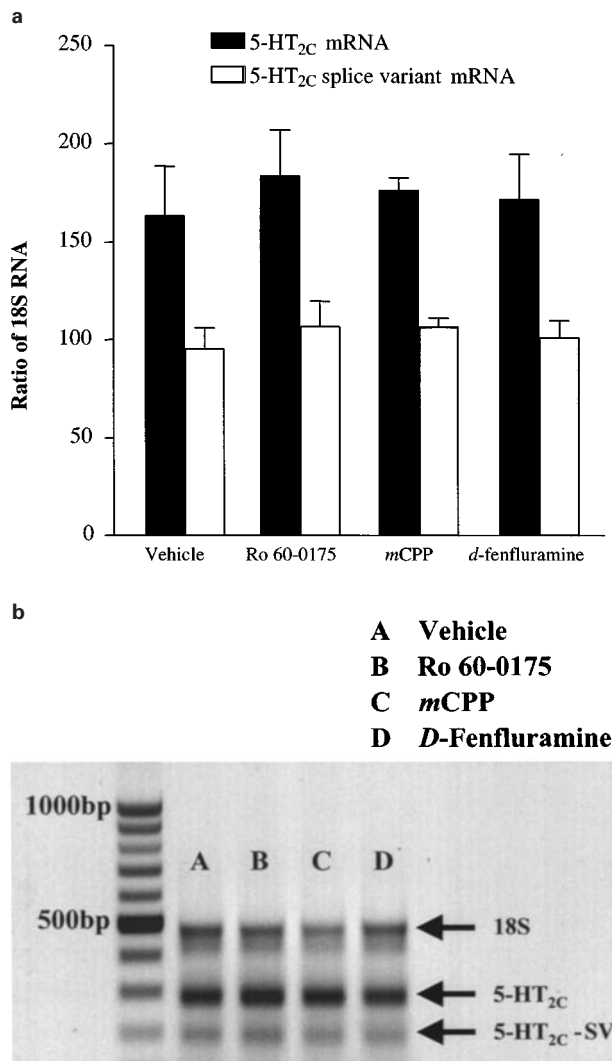 a
250
200
150
100
50
0
Ratio of 18S RNA
5-HT2C mRNA
5-HT2C splice variant mRNA
Vehicle
Ro 60-0175
mCPP
d-fenfluramine
b
A Vehicle
B Ro 60-0175
C mCPP
D D-Fenfluramine
1000bp
500bp
A B C D
18S
5-HT2C
5-HT2C -SV